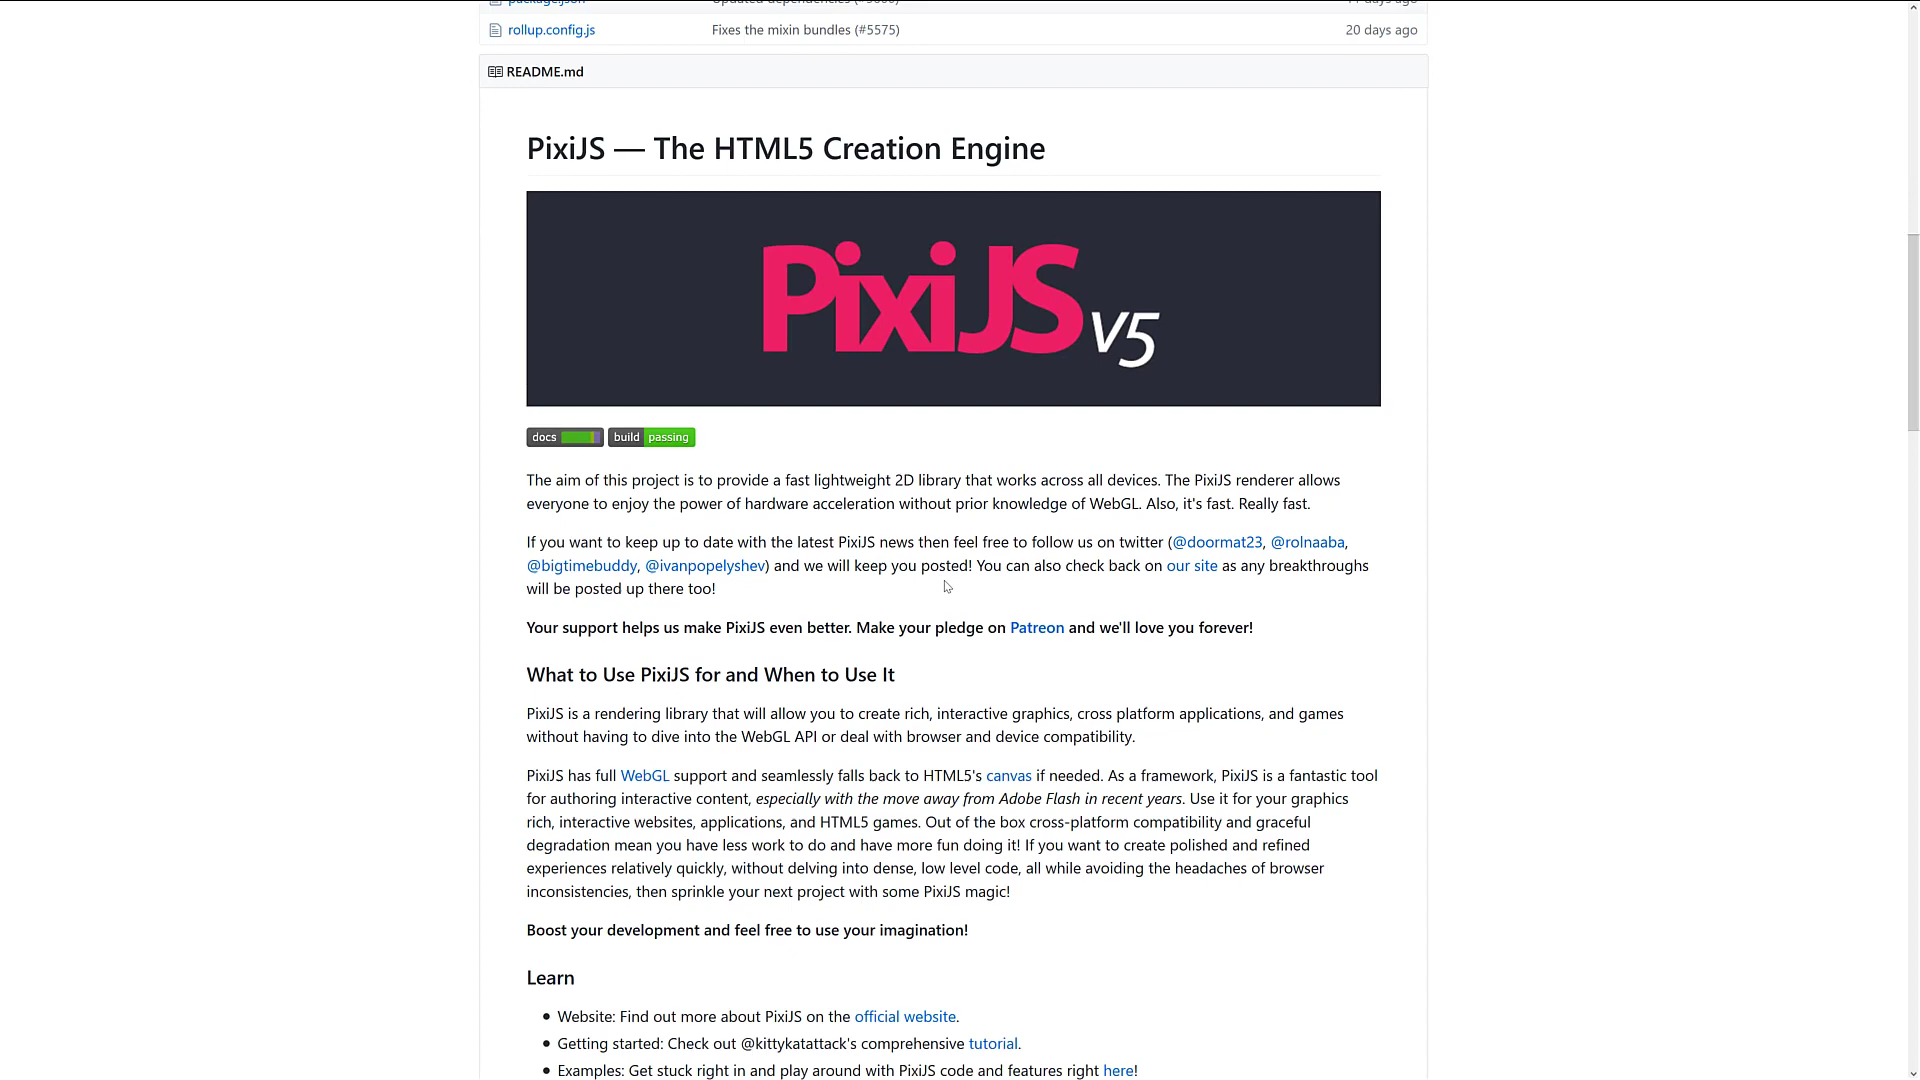 package.json Updated dependencies (#5600) 11 days ago
rollup.config.js Fixes the mixin bundles (#5575) 20 days ago
README.md
PixiJS — The HTML5 Creation Engine
PixiJS v5
docs build passing
The aim of this project is to provide a fast lightweight 2D library that works across all devices. The PixiJS renderer allows
everyone to enjoy the power of hardware acceleration without prior knowledge of WebGL. Also, it's fast. Really fast.
If you want to keep up to date with the latest PixiJS news then feel free to follow us on twitter (@doormat23, @rolnaaba,
@bigtimebuddy, @ivanpopelyshev) and we will keep you posted! You can also check back on our site as any breakthroughs
will be posted up there too!
Your support helps us make PixiJS even better. Make your pledge on Patreon and we'll love you forever!
What to Use PixiJS for and When to Use It
PixiJS is a rendering library that will allow you to create rich, interactive graphics, cross platform applications, and games
without having to dive into the WebGL API or deal with browser and device compatibility.
PixiJS has full WebGL support and seamlessly falls back to HTML5's canvas if needed. As a framework, PixiJS is a fantastic tool
for authoring interactive content, especially with the move away from Adobe Flash in recent years. Use it for your graphics
rich, interactive websites, applications, and HTML5 games. Out of the box cross-platform compatibility and graceful
degradation mean you have less work to do and have more fun doing it! If you want to create polished and refined
experiences relatively quickly, without delving into dense, low level code, all while avoiding the headaches of browser
inconsistencies, then sprinkle your next project with some PixiJS magic!
Boost your development and feel free to use your imagination!
Learn
• Website: Find out more about PixiJS on the official website.
• Getting started: Check out @kittykatattack's comprehensive tutorial.
• Examples: Get stuck right in and play around with PixiJS code and features right here!